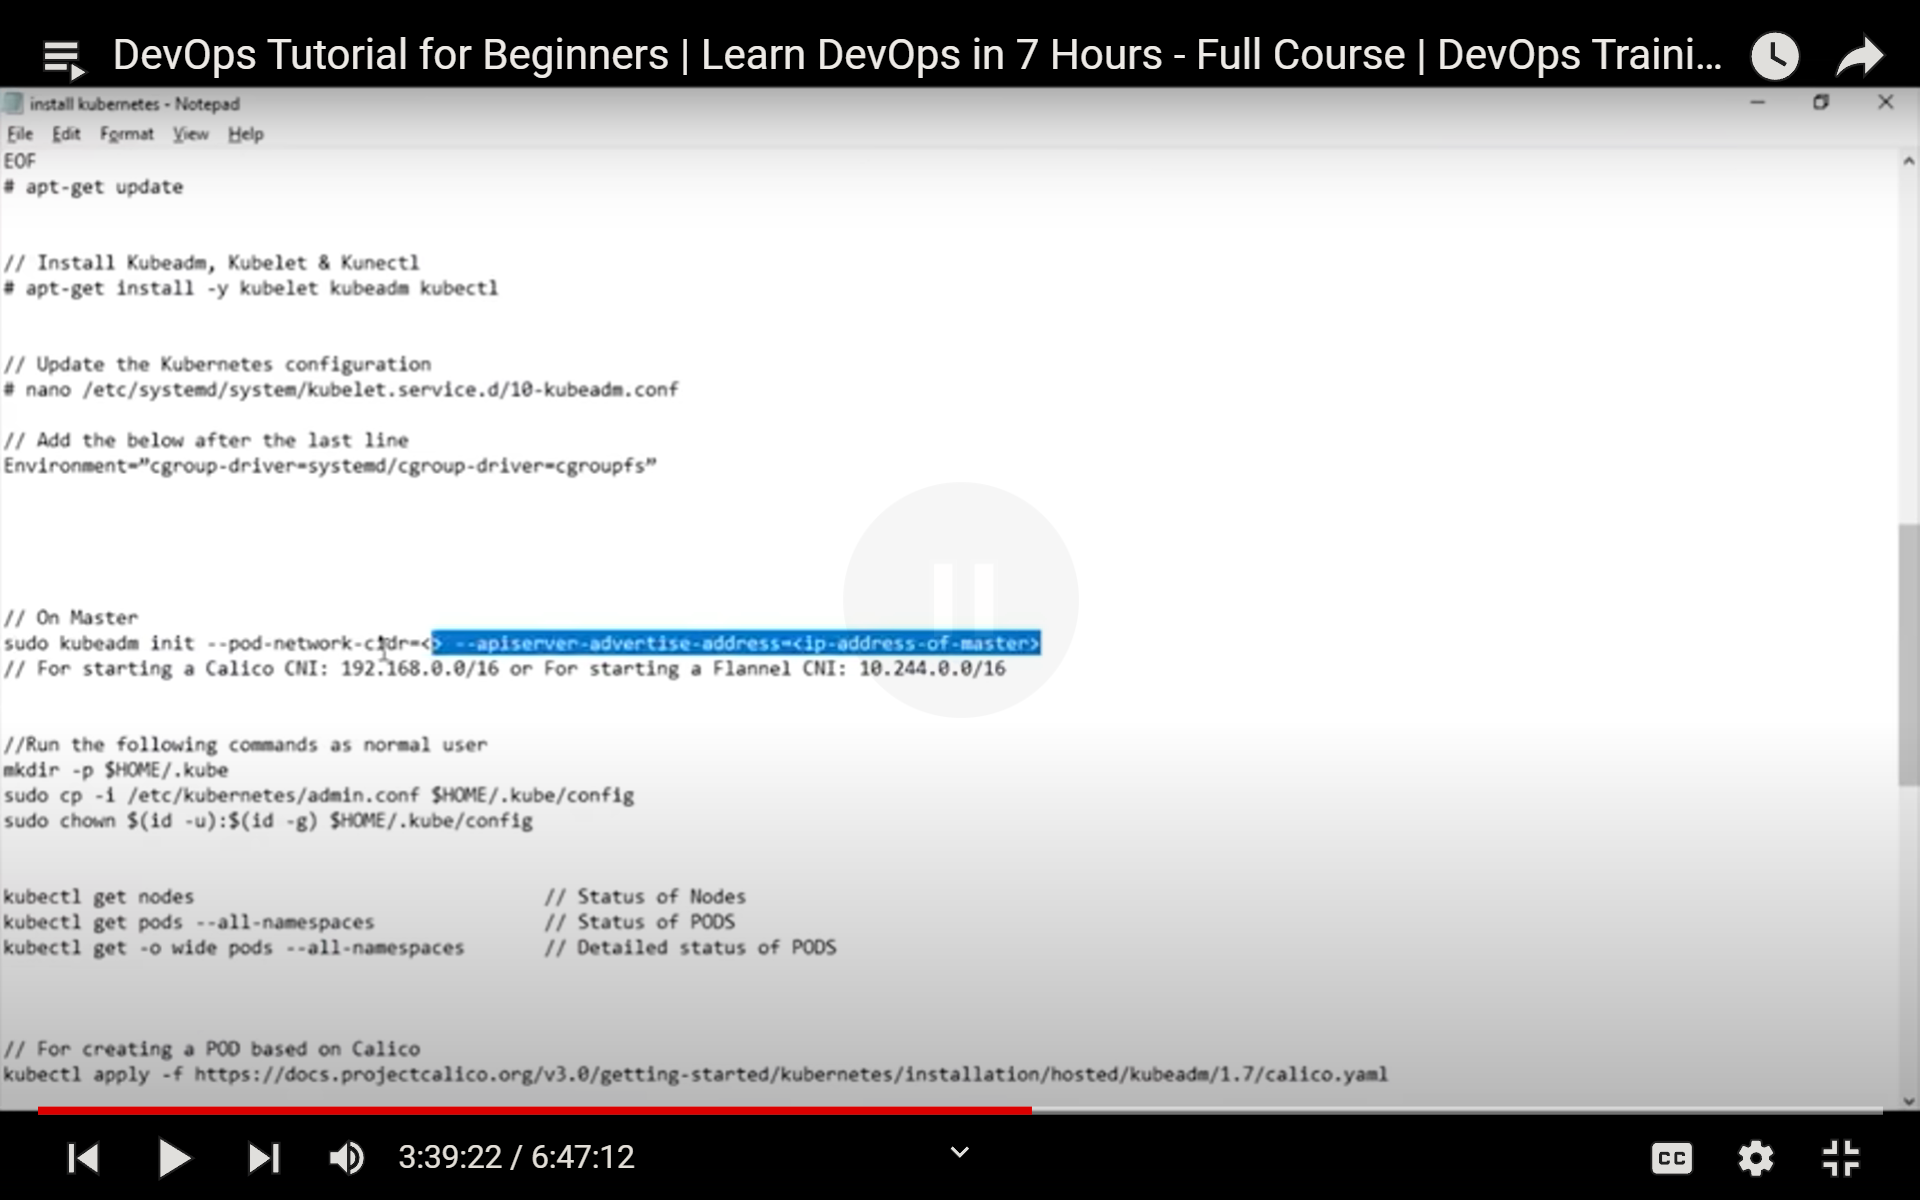 DevOps Tutorial for Beginners | Learn DevOps in 7 Hours - Full Course | DevOps Traini...
install kubernetes - Notepad
File Edit Format View Help
EOF
# apt-get update
// Install Kubeadm, Kubelet & Kunectl
# apt-get install -y kubelet kubeadm kubectl
// Update the Kubernetes configuration
# nano /etc/systemd/system/kubelet.service.d/10-kubeadm.conf
// Add the below after the last line
Environment=”cgroup-driver=systemd/cgroup-driver=cgroupfs”
// On Master
sudo kubeadm init --pod-network-cidr=<> --apiserver-advertise-address=<ip-address-of-master>
// For starting a Calico CNI: 192.168.0.0/16 or For starting a Flannel CNI: 10.244.0.0/16
//Run the following commands as normal user
mkdir -p $HOME/.kube
sudo cp -i /etc/kubernetes/admin.conf $HOME/.kube/config
sudo chown $(id -u):$(id -g) $HOME/.kube/config
kubectl get nodes // Status of Nodes
kubectl get pods --all-namespaces // Status of PODS
kubectl get -o wide pods --all-namespaces // Detailed status of PODS
// For creating a POD based on Calico
kubectl apply -f https://docs.projectcalico.org/v3.0/getting-started/kubernetes/installation/hosted/kubeadm/1.7/calico.yaml
3:39:22 / 6:47:12
CC